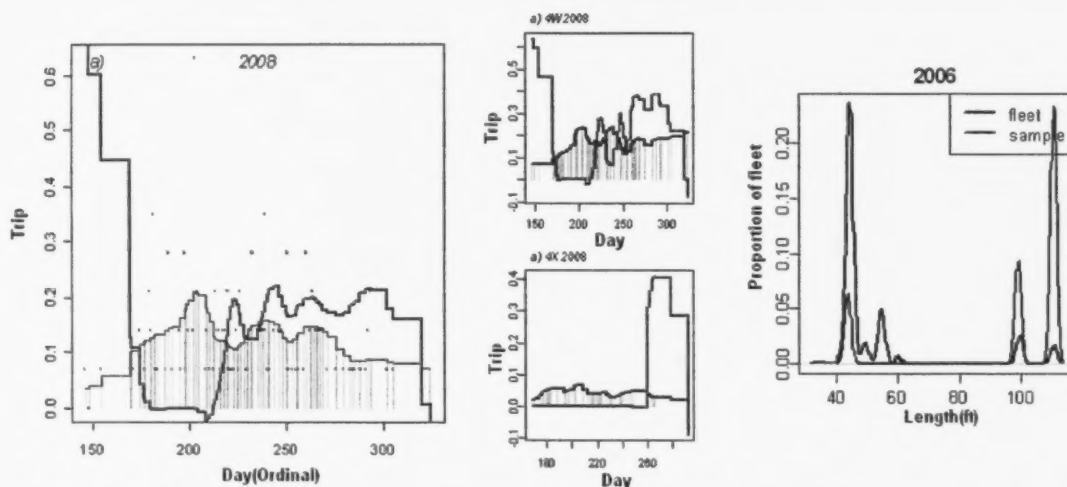 a) 2008
Trip
0.6
0.5
0.4
0.3
0.2
0.1
0.0
150 200 250 300
Day(Ordinal)
a) 4W2008
Trip
0.5
0.3
0.1
-0.1
150 200 250 300
Day
a) 4X 2008
Trip
0.4
0.3
0.2
0.1
0.0
-0.1
180 220 260
Day
2006
fleet
sample
Proportion of fleet
0.20
0.15
0.10
0.05
0.00
40 60 80 100
Length(ft)